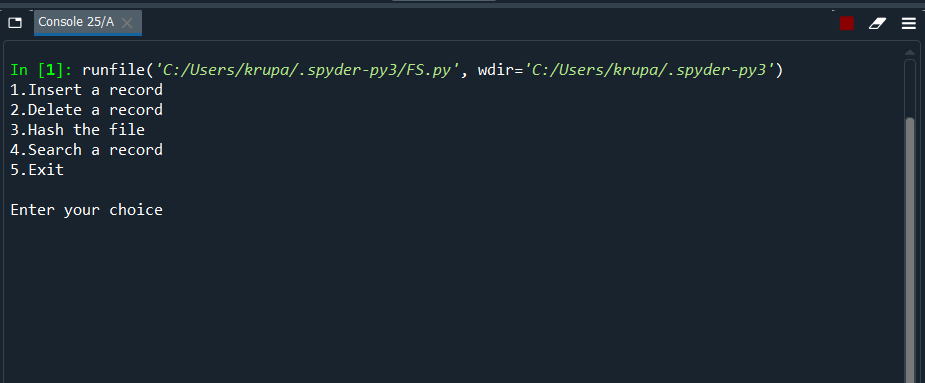 Console 25/A
In [1]: runfile('C:/Users/krupa/.spyder-py3/FS.py', wdir='C:/Users/krupa/.spyder-py3')
1.Insert a record
2.Delete a record
3.Hash the file
4.Search a record
5.Exit
Enter your choice